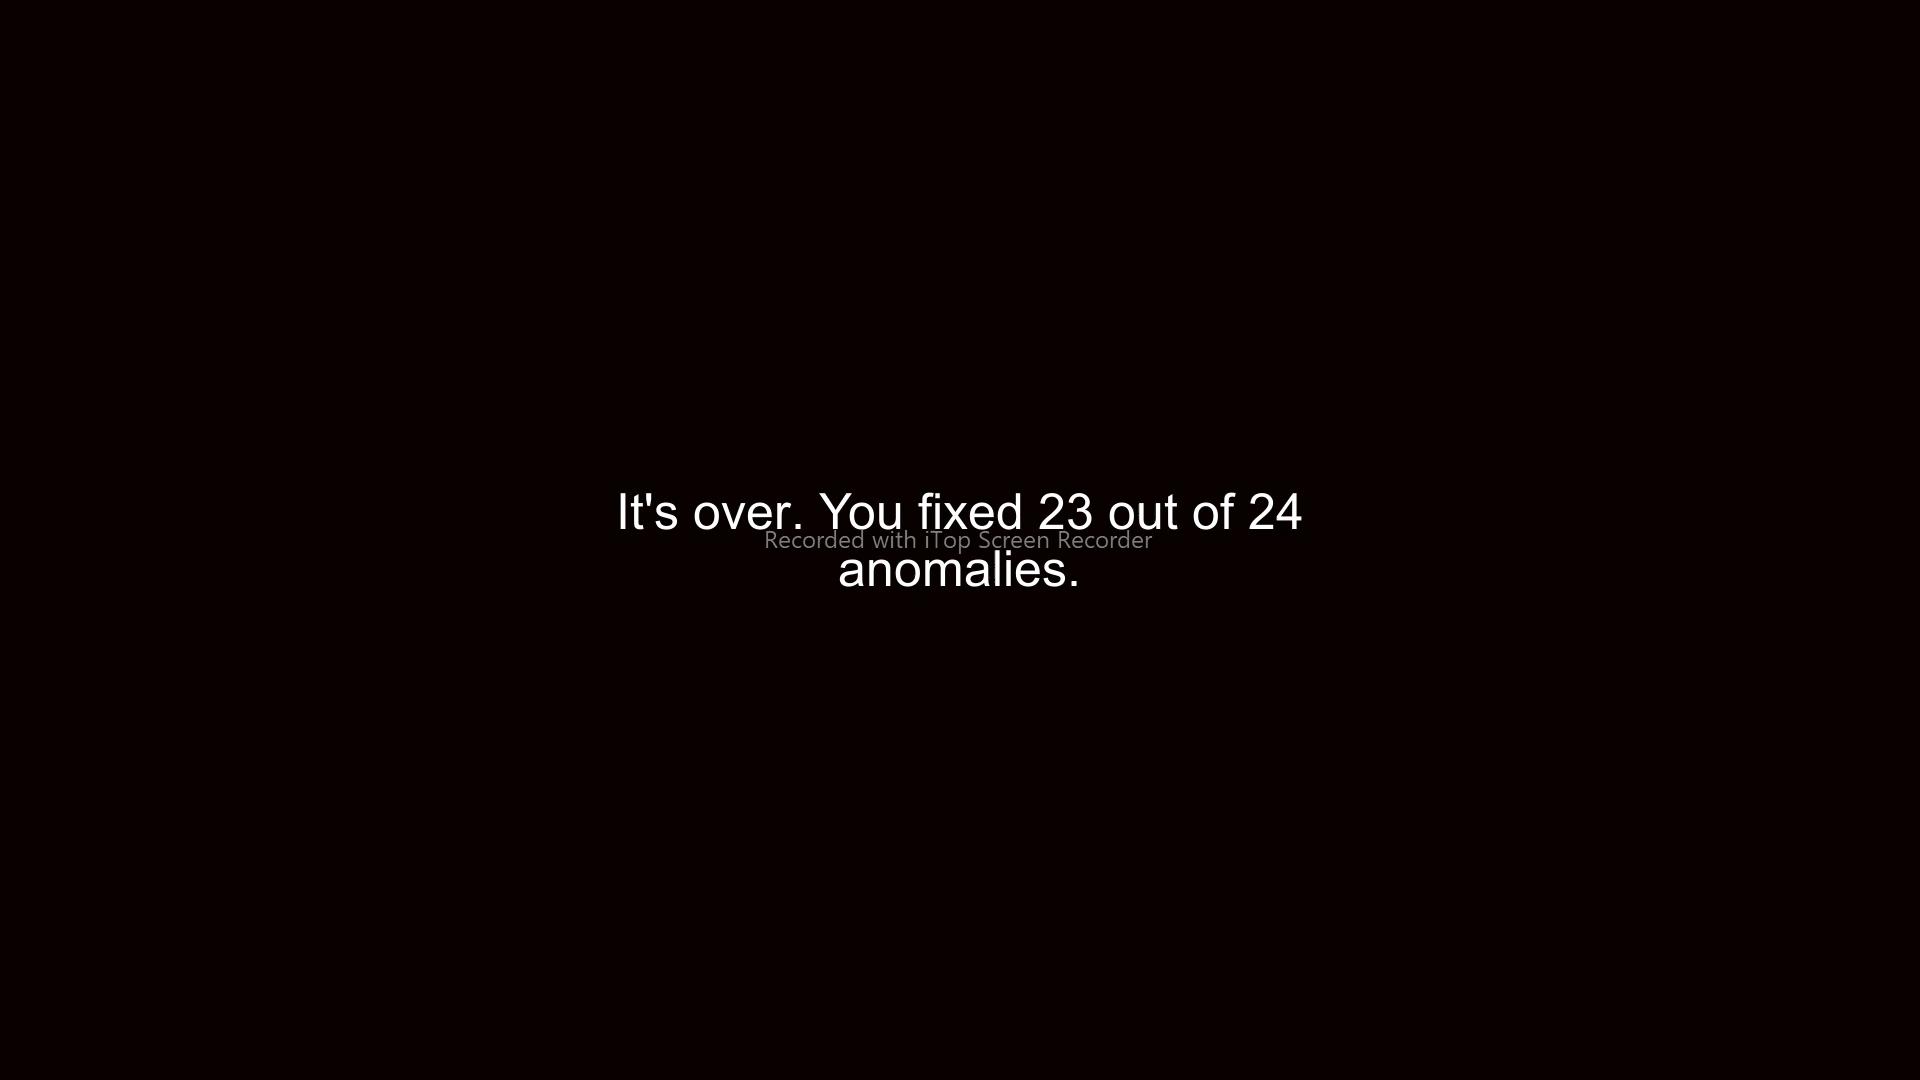 It's over. You fixed 23 out of 24
Recorded with iTop Screen Recorder
anomalies.